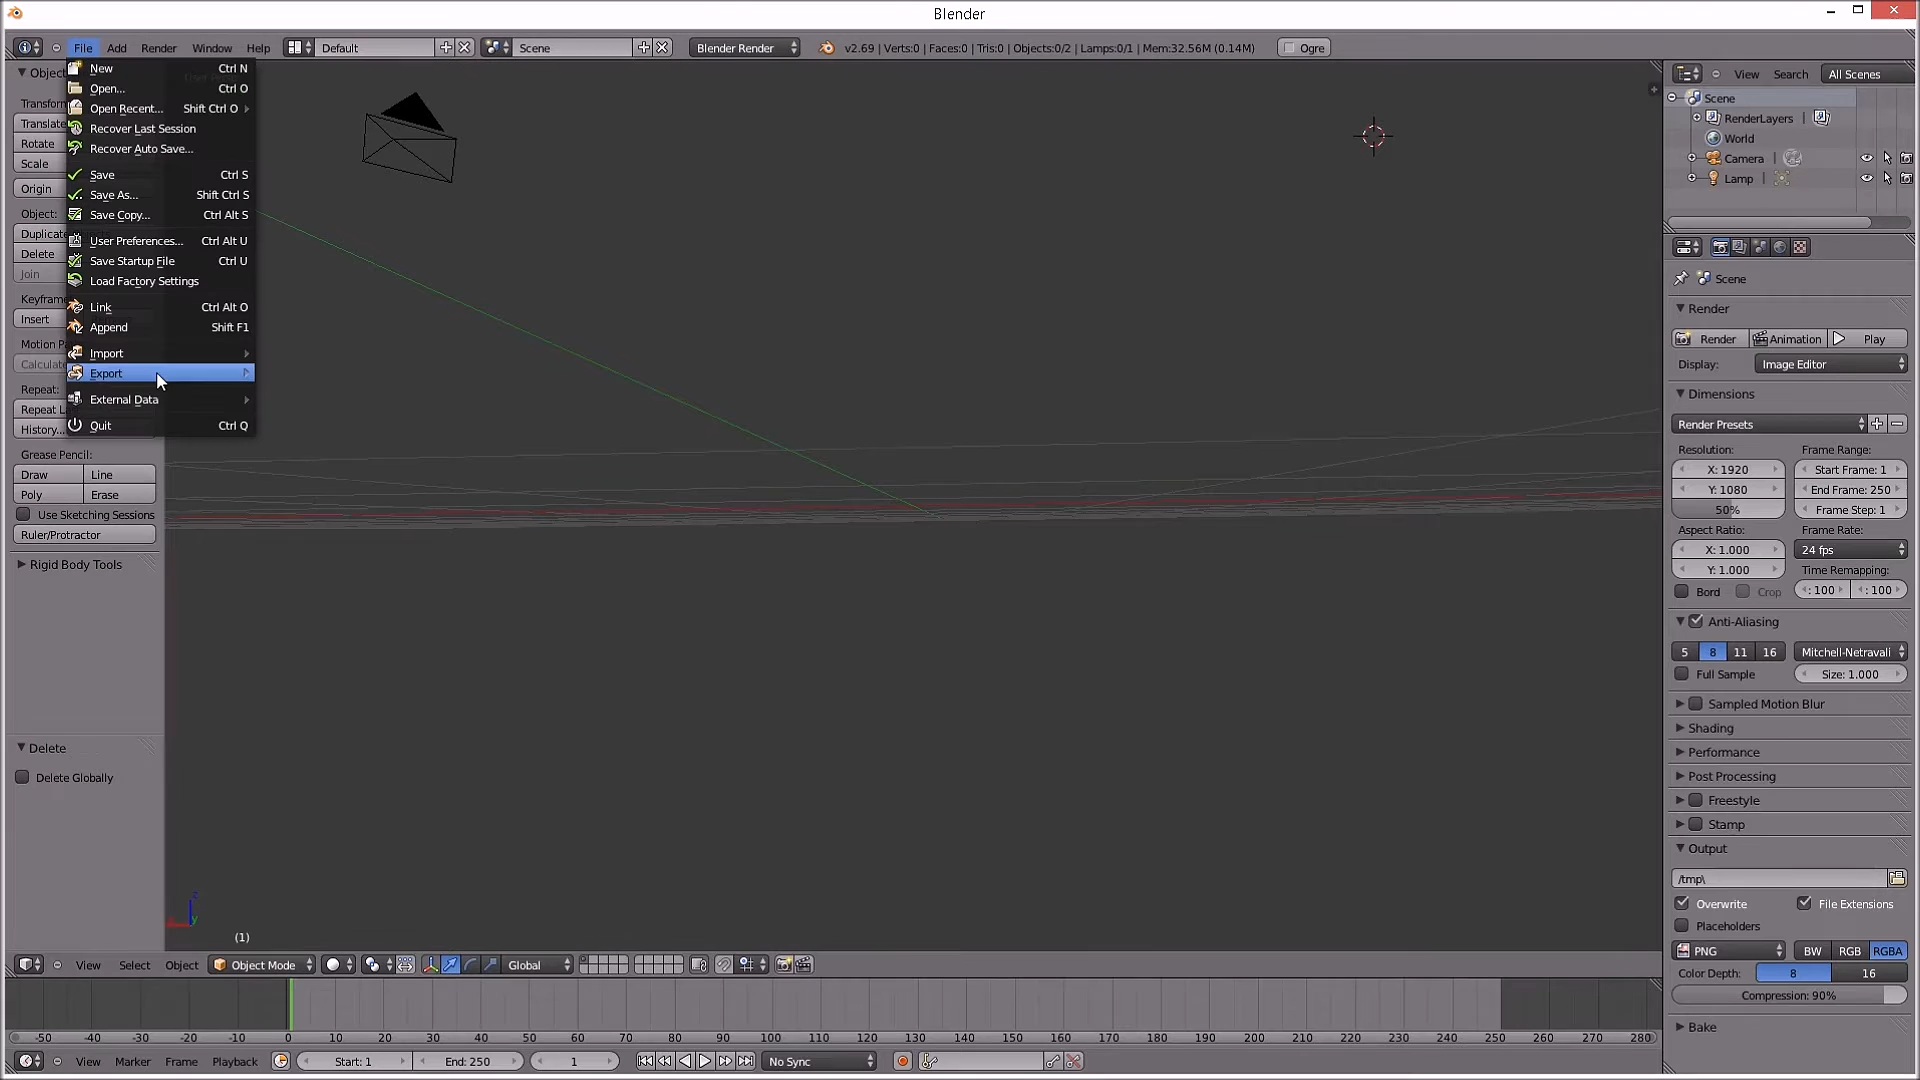 Blender
File Add Render Window Help Default Scene Blender Render v2.69 | Verts:0 | Faces:0 | Tris:0 | Objects:0/2 | Lamps:0/1 | Mem:32.56M (0.14M) Ogre
New Ctrl N
Open... Ctrl O
Open Recent... Shift Ctrl O
Recover Last Session
Recover Auto Save...
Save Ctrl S
Save As... Shift Ctrl S
Save Copy... Ctrl Alt S
User Preferences... Ctrl Alt U
Save Startup File Ctrl U
Load Factory Settings
Link Ctrl Alt O
Append Shift F1
Import
Export
External Data
Quit Ctrl Q
Object
Transform
Translate
Rotate
Scale
Origin
Object:
Duplicate Objects
Delete
Join
Keyframe
Insert
Motion Pa
Calculate
Repeat:
Repeat La
History...
Grease Pencil:
Draw Line
Poly Erase
Use Sketching Sessions
Ruler/Protractor
Rigid Body Tools
Delete
Delete Globally
z
y
(1)
View Search All Scenes
Scene
RenderLayers
World
Camera
Lamp
Scene
Render
Render Animation Play
Display: Image Editor
Dimensions
Render Presets
Resolution: Frame Range:
X: 1920 Start Frame: 1
Y: 1080 End Frame: 250
50% Frame Step: 1
Aspect Ratio: Frame Rate:
X: 1.000 24 fps
Y: 1.000 Time Remapping:
Bord Crop : 100 : 100
Anti-Aliasing
5 8 11 16 Mitchell-Netravali
Full Sample Size: 1.000
Sampled Motion Blur
Shading
Performance
Post Processing
Freestyle
Stamp
Output
/tmp\
Overwrite File Extensions
Placeholders
PNG BW RGB RGBA
Color Depth: 8 16
Compression: 90%
Bake
View Select Object Object Mode Global
-50 -40 -30 -20 -10 0 10 20 30 40 50 60 70 80 90 100 110 120 130 140 150 160 170 180 190 200 210 220 230 240 250 260 270 280
View Marker Frame Playback Start: 1 End: 250 1 No Sync